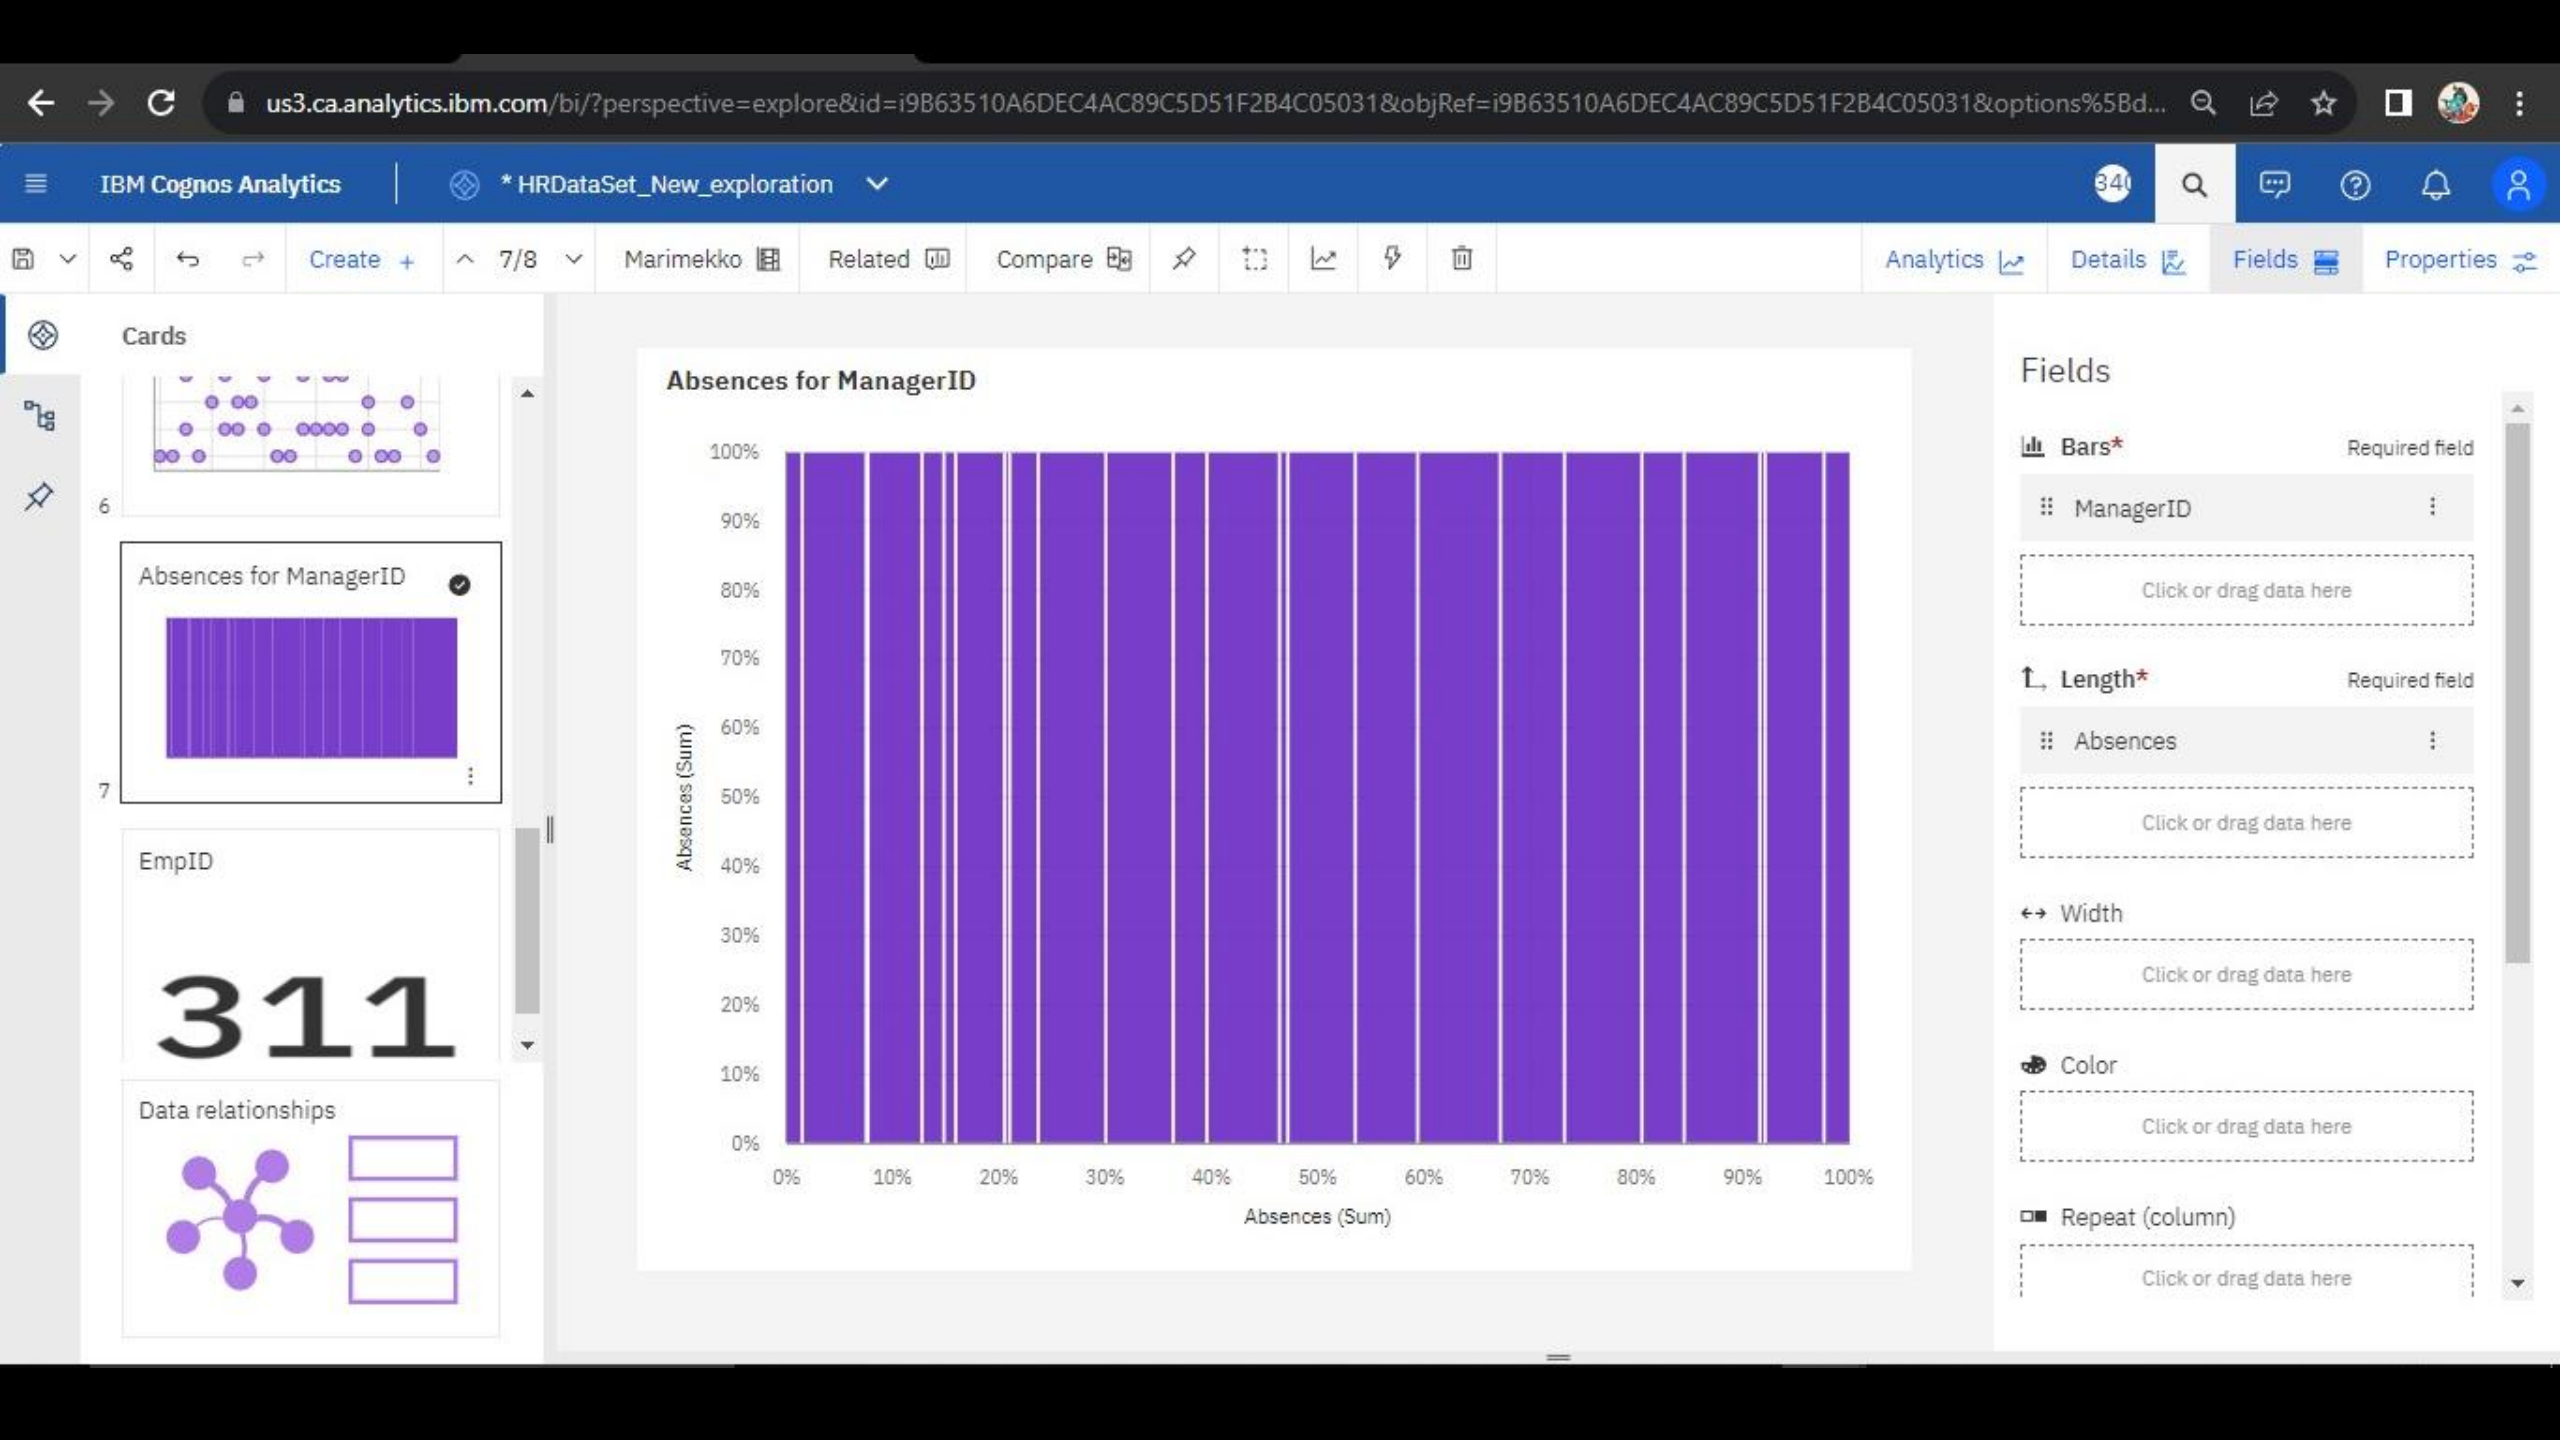 us3.ca.analytics.ibm.com/bi/?perspective=explore&id=i9B63510A6DEC4AC89C5D51F2B4C05031&objRef=i9B63510A6DEC4AC89C5D51F2B4C05031&options%5Bd...
IBM Cognos Analytics
* HRDataSet_New_exploration
340
Create +
7/8
Marimekko
Related
Compare
Analytics
Details
Fields
Properties
Cards
6
Absences for ManagerID
7
EmpID
311
Data relationships
Absences for ManagerID
100%
90%
80%
70%
60%
50%
40%
30%
20%
10%
0%
Absences (Sum)
0% 10% 20% 30% 40% 50% 60% 70% 80% 90% 100%
Absences (Sum)
Fields
Bars* Required field
ManagerID
Click or drag data here
Length* Required field
Absences
Click or drag data here
Width
Click or drag data here
Color
Click or drag data here
Repeat (column)
Click or drag data here